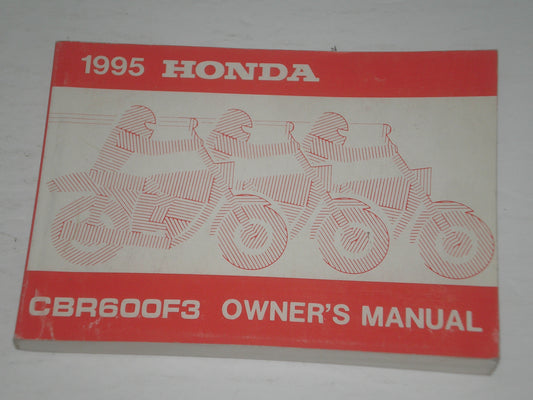 1995 HONDA
CBR600F3 OWNER'S MANUAL